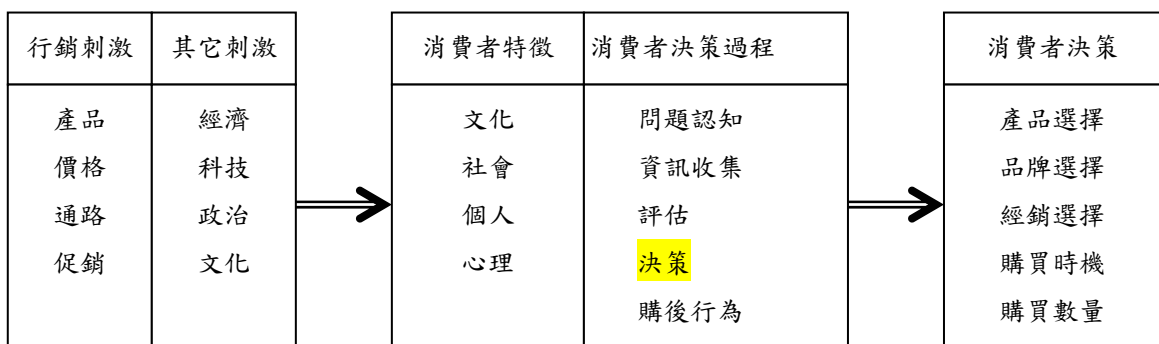 行銷刺激 其它刺激 消費者特徵 消費者決策過程 消費者決策
產品 經濟 文化 問題認知 產品選擇
價格 科技 社會 資訊收集 品牌選擇
通路 政治 個人 評估 經銷選擇
促銷 文化 心理 決策 購買時機
購後行為 購買數量